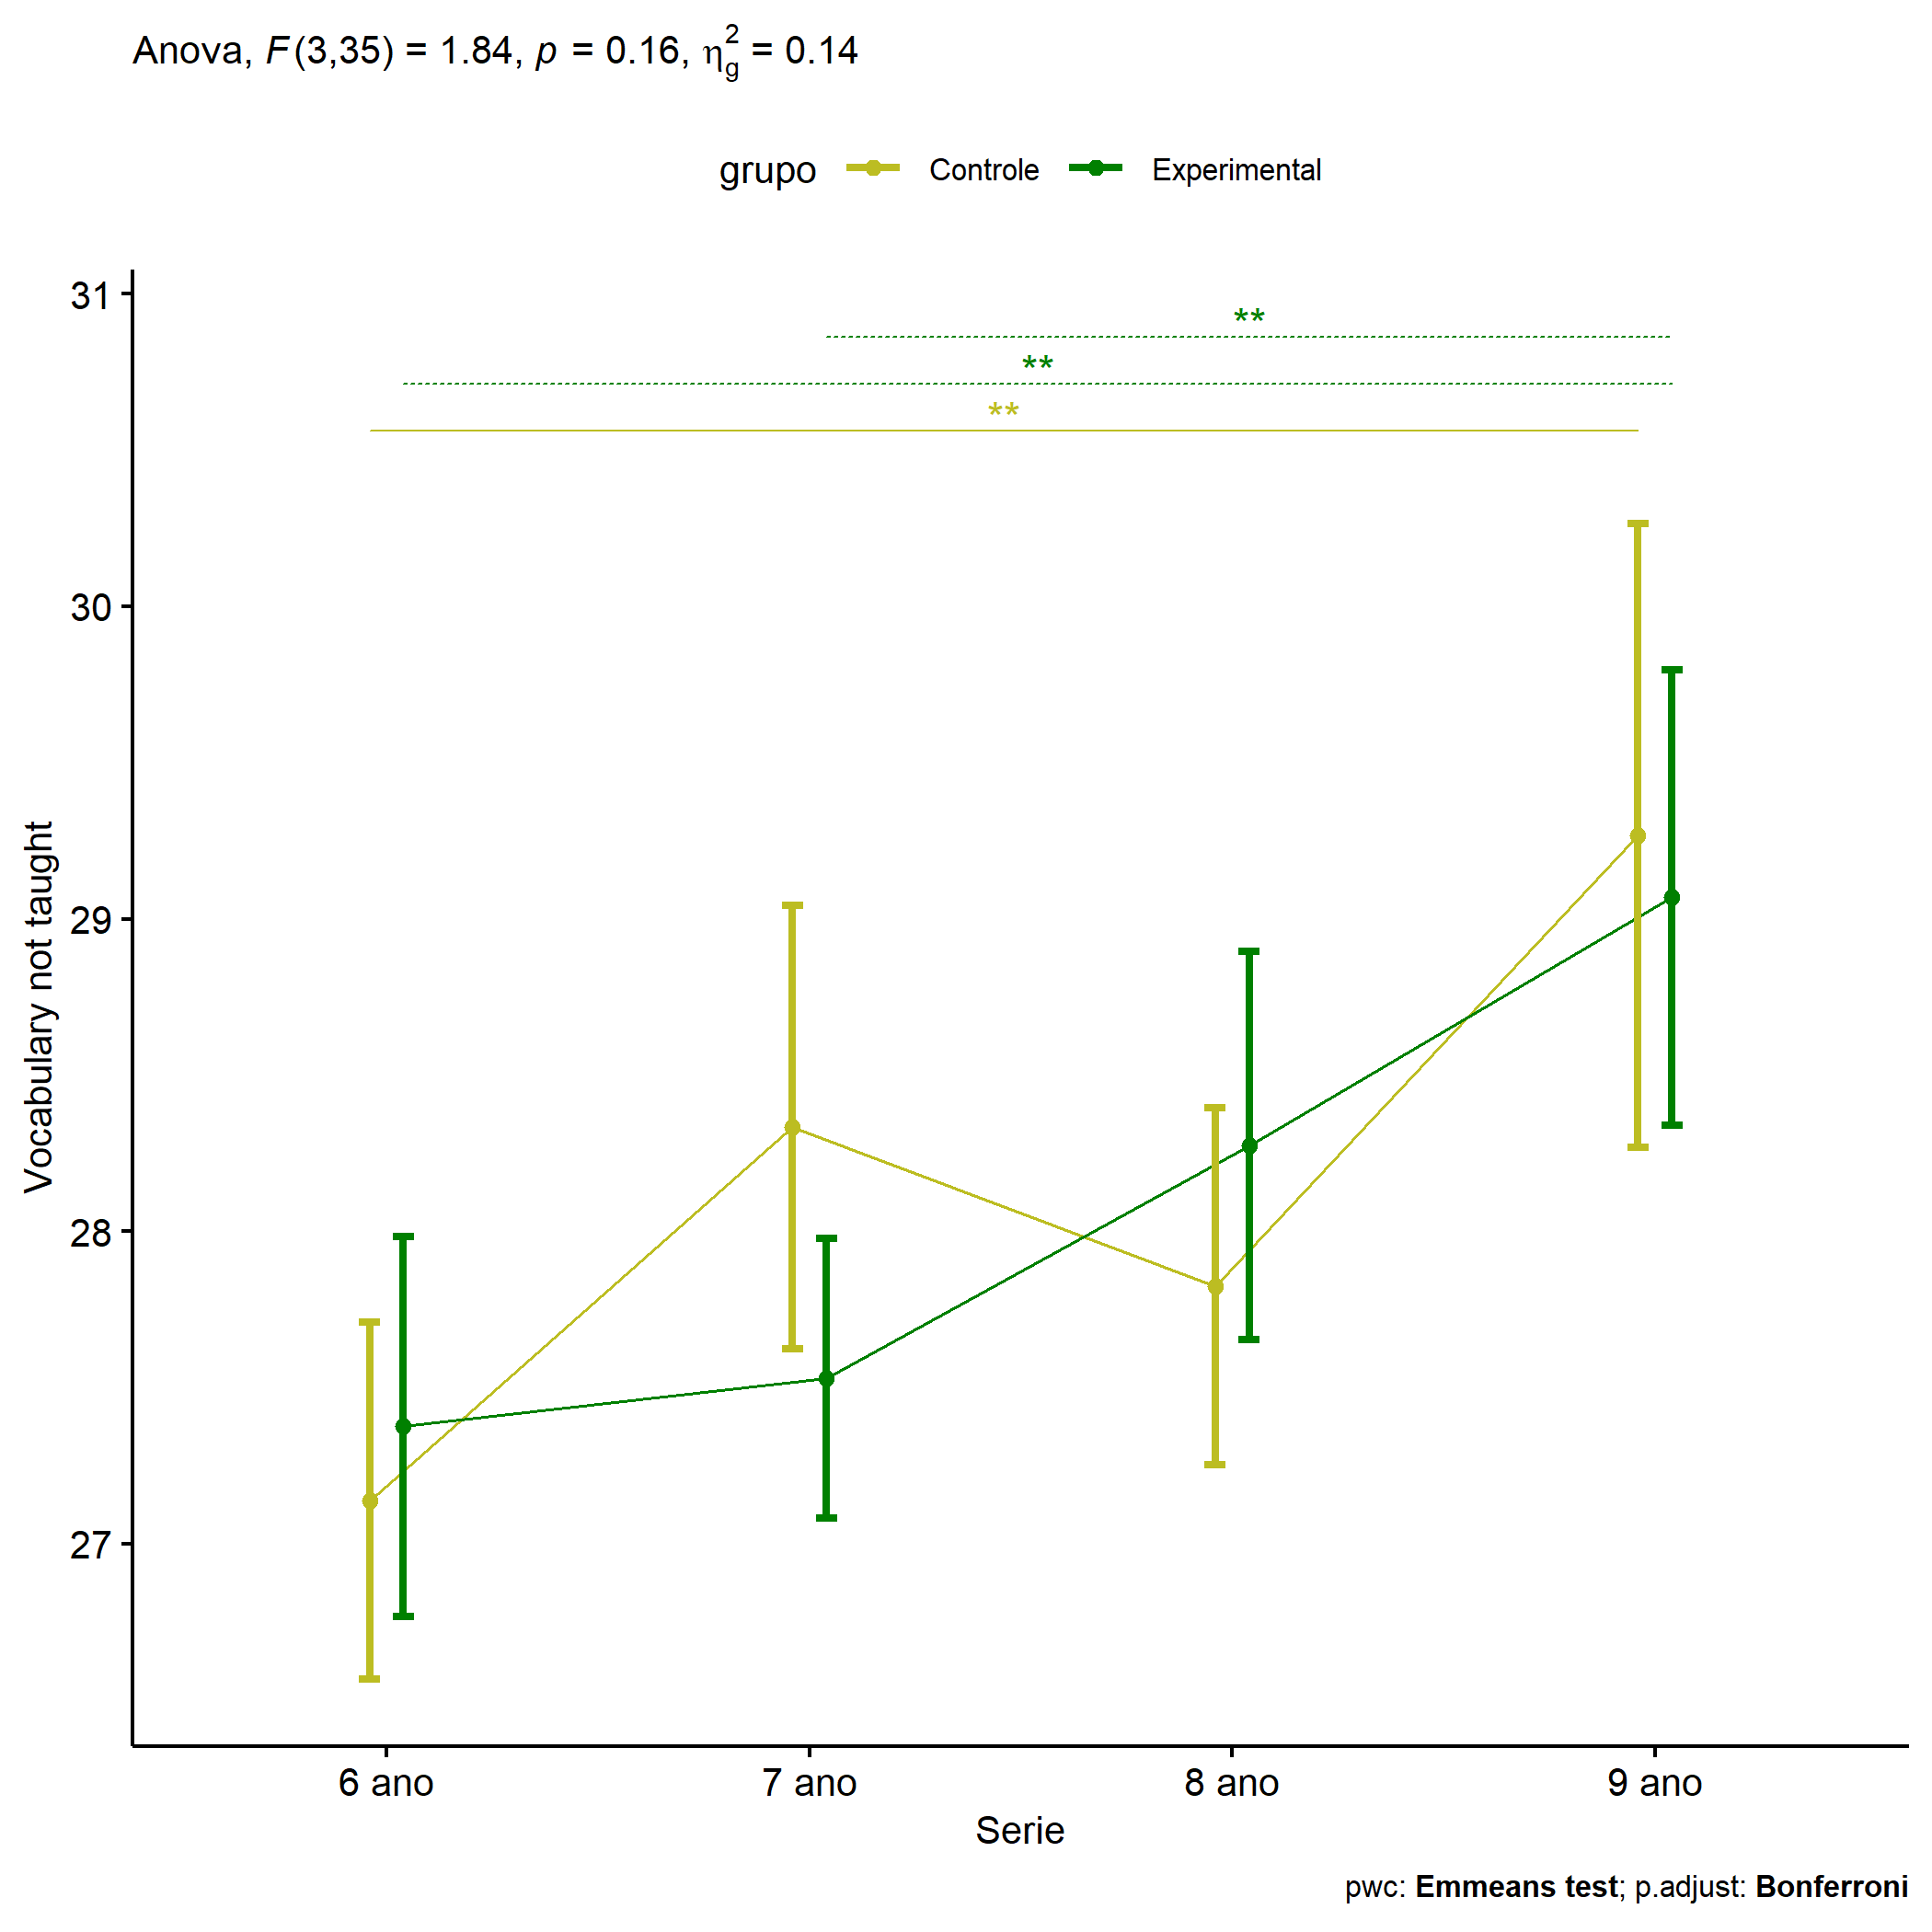 Anova, F(3,35) = 1.84, p = 0.16, η²g = 0.14
grupo Controle Experimental
31
**
**
**
30
29
28
27
Vocabulary not taught
6 ano 7 ano 8 ano 9 ano
Serie
pwc: Emmeans test; p.adjust: Bonferroni